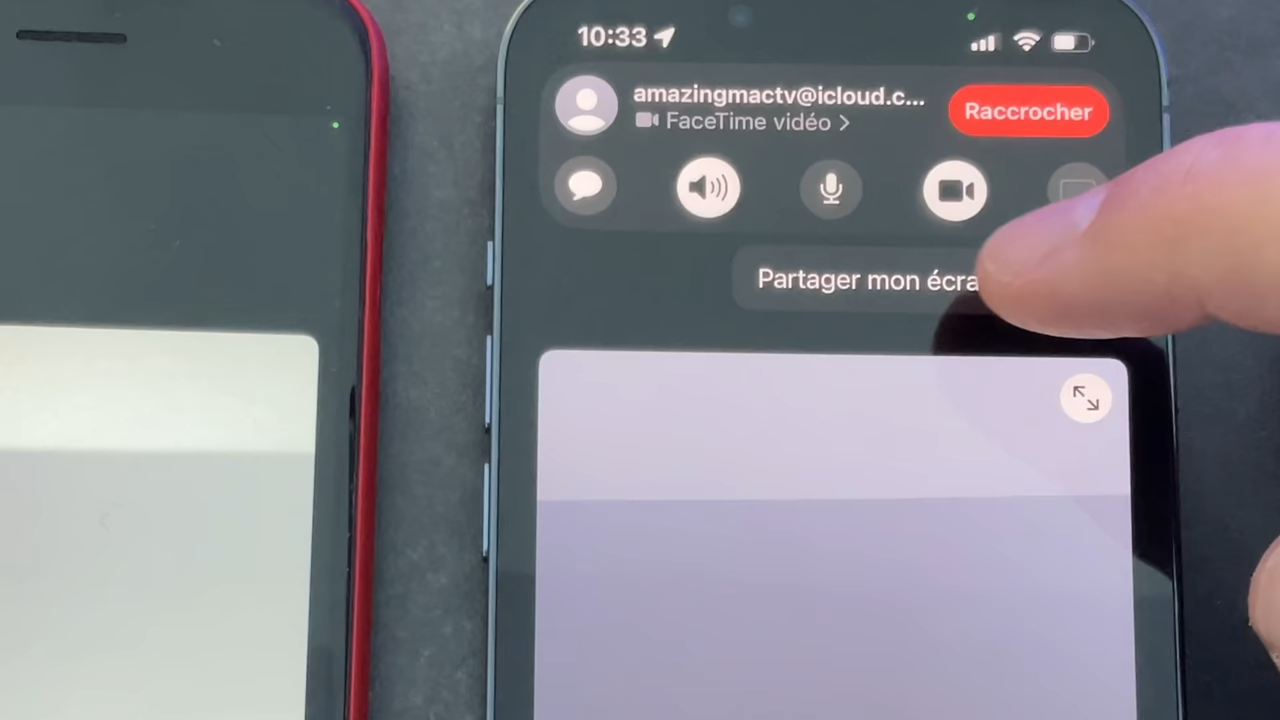 10:33
amazingmactv@icloud.c...
FaceTime vidéo >
Raccrocher
Partager mon écra